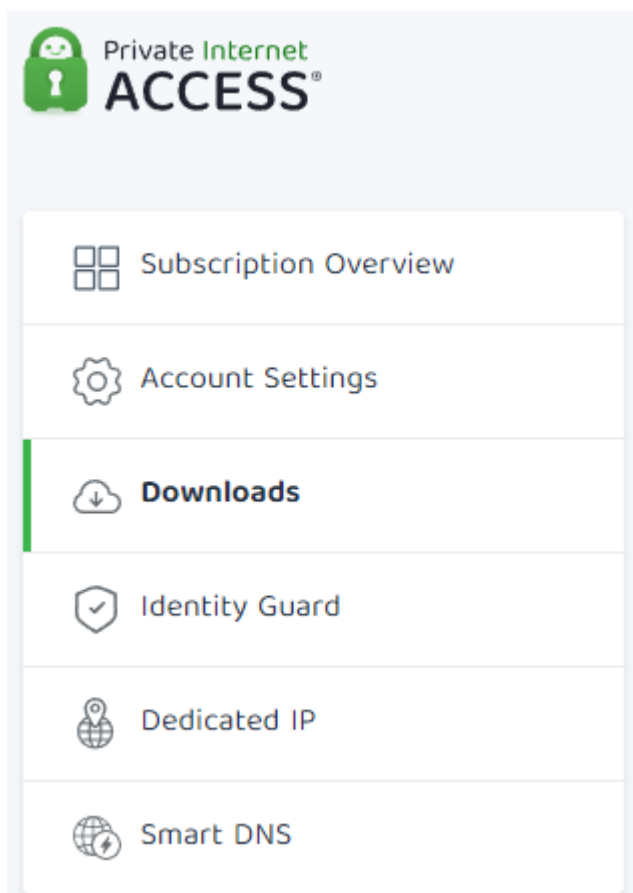 Private Internet
ACCESS®
Subscription Overview
Account Settings
Downloads
Identity Guard
Dedicated IP
Smart DNS